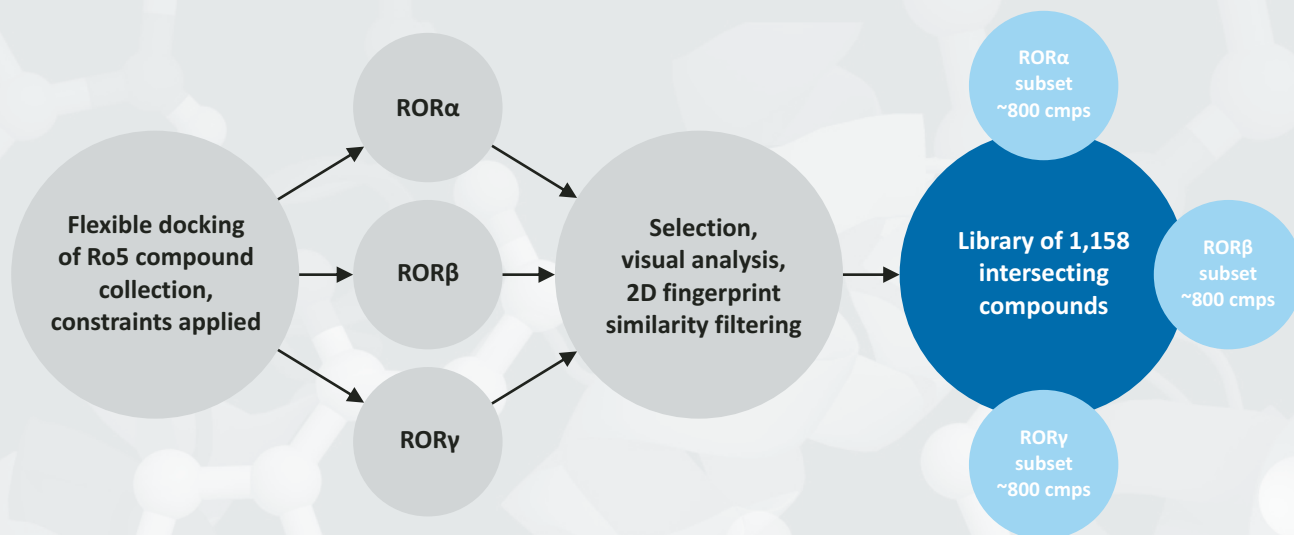 Flexible docking
of Ro5 compound
collection,
constraints applied
RORα
RORβ
RORγ
Selection,
visual analysis,
2D fingerprint
similarity filtering
Library of 1,158
intersecting
compounds
RORα
subset
~800 cmps
RORβ
subset
~800 cmps
RORγ
subset
~800 cmps